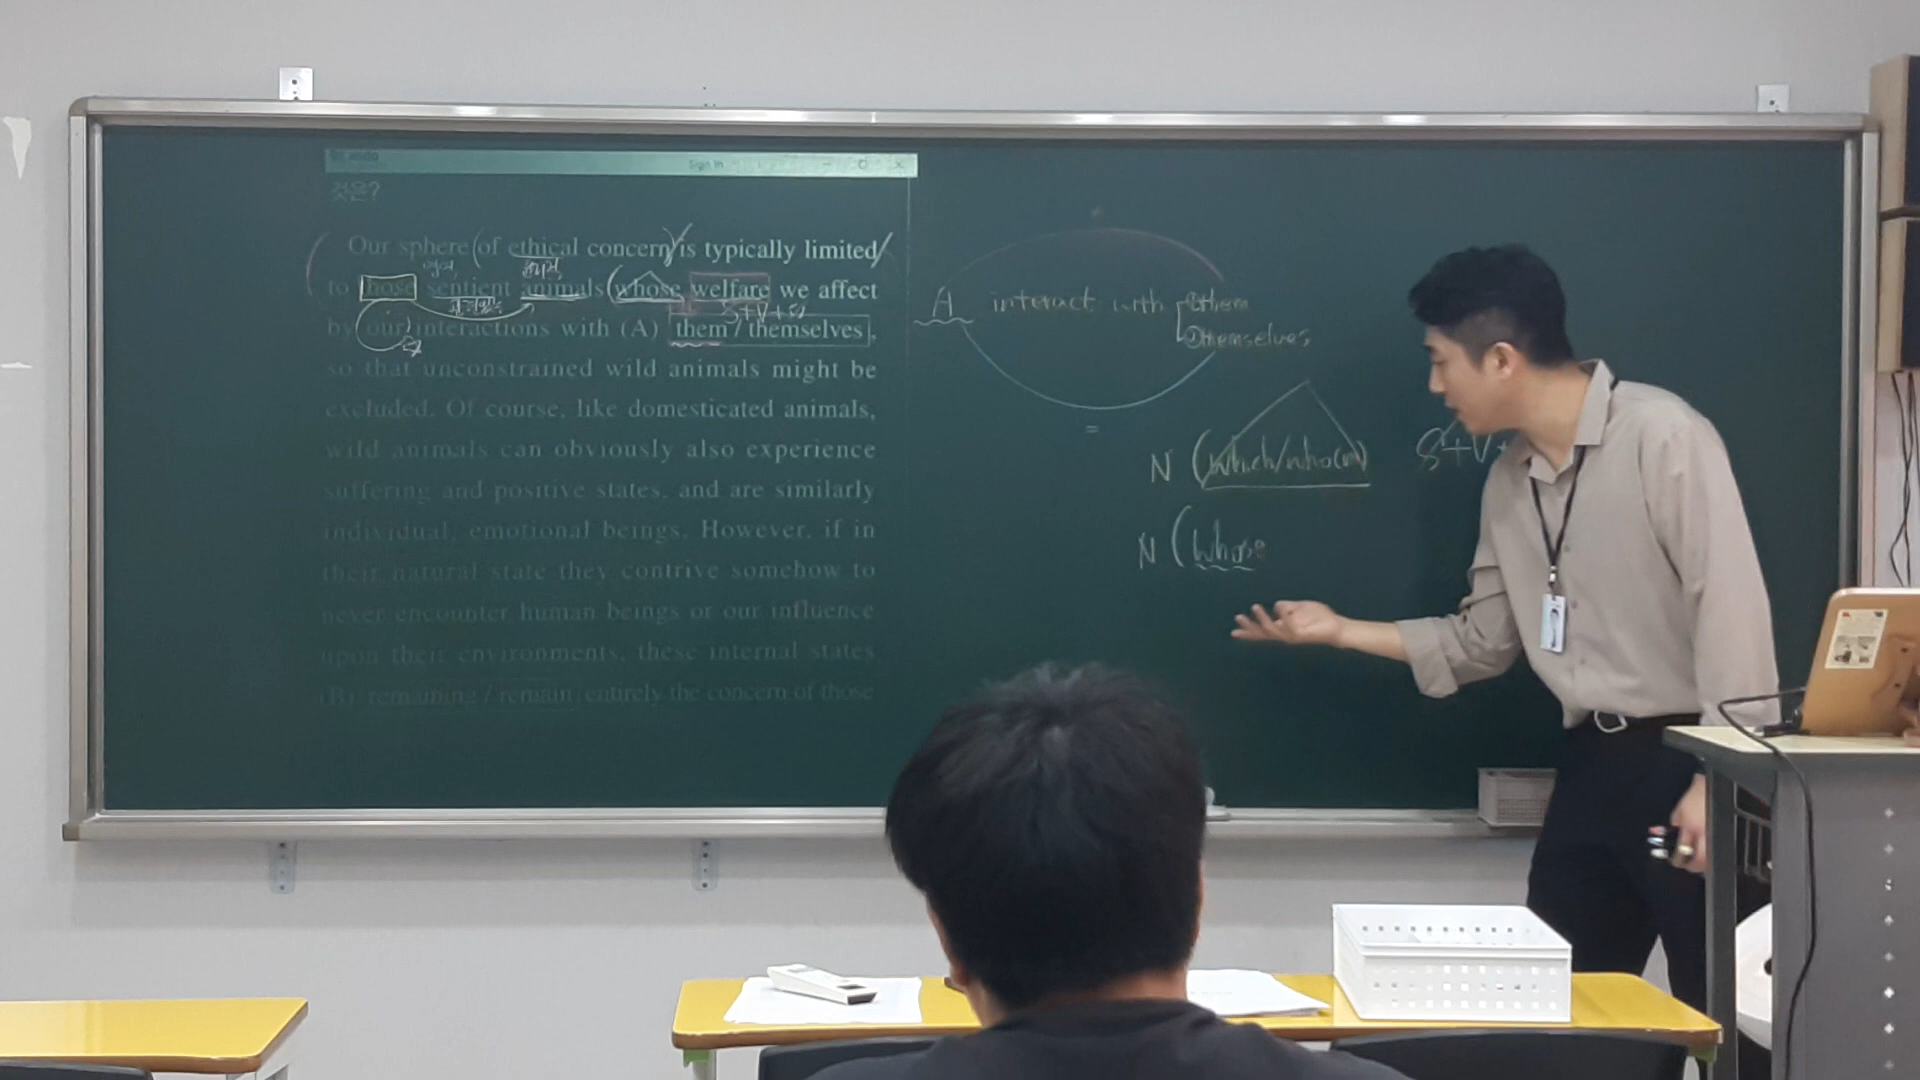 Sign In
것은?
Our sphere (of ethical concern) is typically limited
to those sentient animals (whose welfare we affect
S+V+
by our interactions with (A) them / themselves,
so that unconstrained wild animals might be
excluded. Of course, like domesticated animals,
wild animals can obviously also experience
suffering and positive states, and are similarly
individual, emotional beings. However, if in
their natural state they contrive somehow to
never encounter human beings or our influence
upon their environments, these internal states
(B) remaining / remain entirely the concern of those
A interact with ①them
②themselves
=
N (which/who(m) S+V+
N (whose